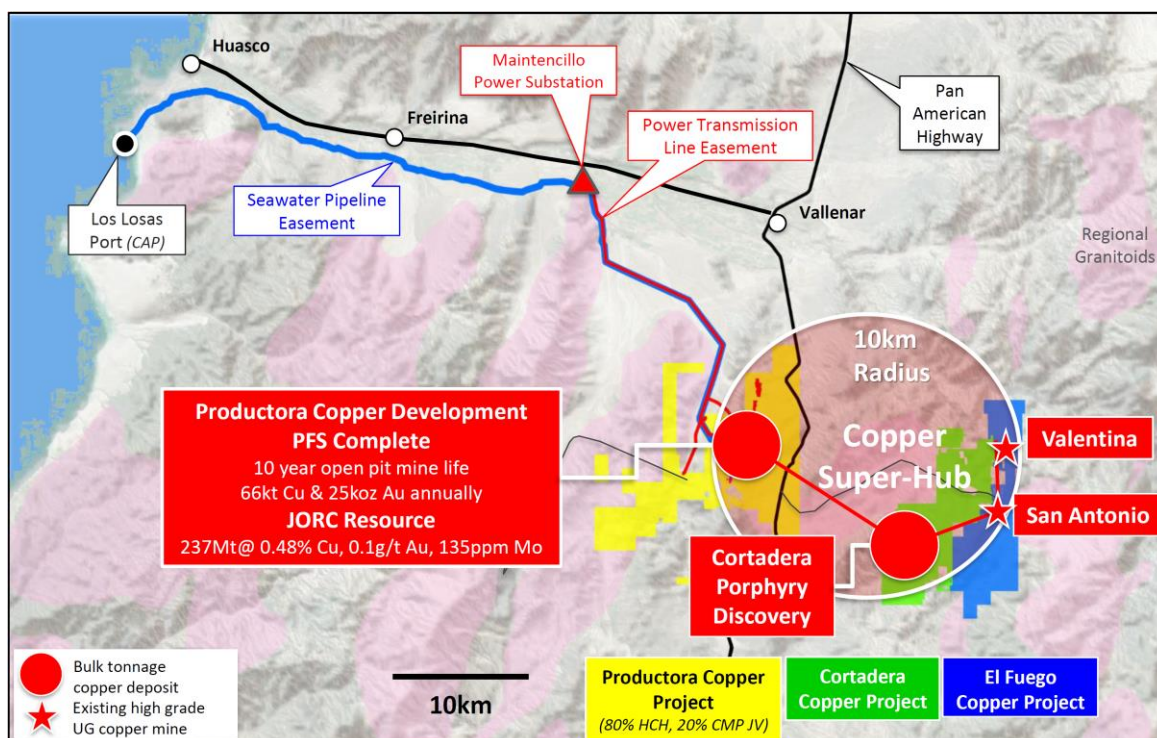 Huasco
Maintencillo
Power Substation
Pan
American
Highway
Freirina
Power Transmission
Line Easement
Seawater Pipeline
Easement
Los Losas
Port (CAP)
Vallenar
Regional
Granitoids
10km
Radius
Productora Copper Development
PFS Complete
10 year open pit mine life
66kt Cu & 25koz Au annually
JORC Resource
237Mt@ 0.48% Cu, 0.1g/t Au, 135ppm Mo
Copper
Super-Hub
Valentina
San Antonio
Cortadera
Porphyry
Discovery
Bulk tonnage
copper deposit
Existing high grade
UG copper mine
10km
Productora Copper
Project
(80% HCH, 20% CMP JV)
Cortadera
Copper Project
El Fuego
Copper Project